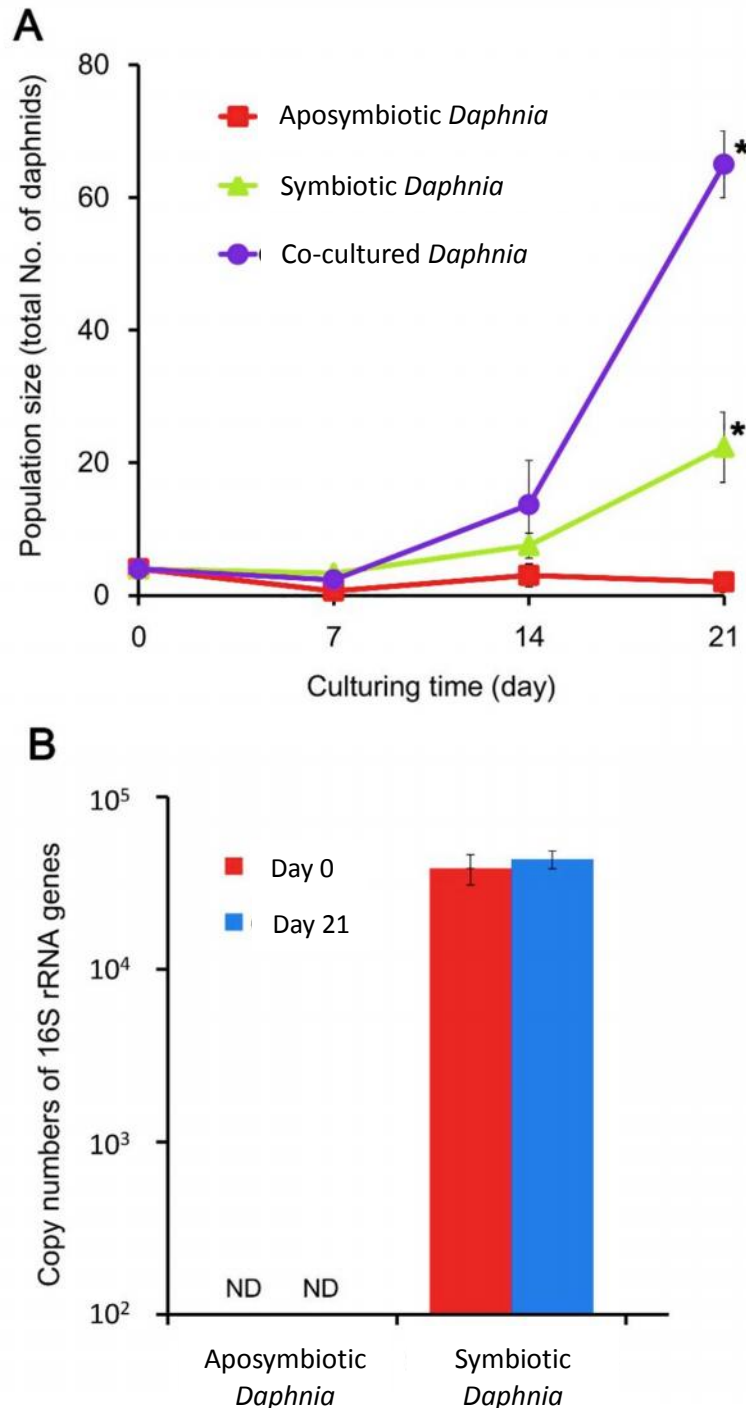 A
Population size (total No. of daphnids)
80
60
40
20
0
Aposymbiotic Daphnia
Symbiotic Daphnia
Co-cultured Daphnia
*
*
0 7 14 21
Culturing time (day)
B
Copy numbers of 16S rRNA genes
10⁵
10⁴
10³
10²
Day 0
Day 21
ND ND
Aposymbiotic Daphnia
Symbiotic Daphnia